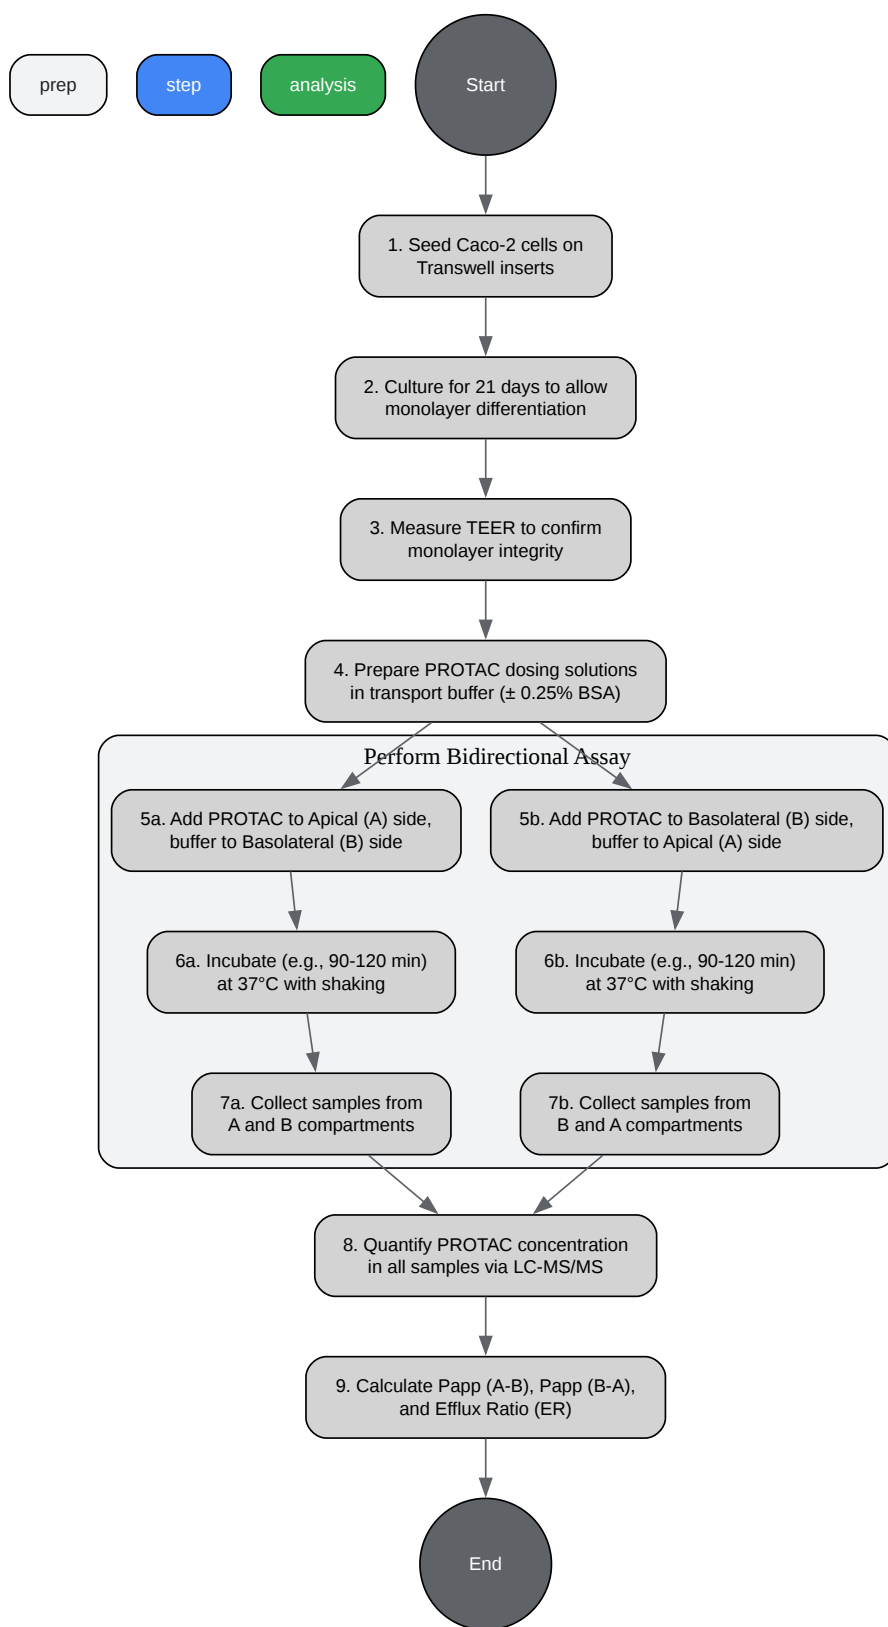 prep
step
analysis
Start
1. Seed Caco-2 cells on
Transwell inserts
2. Culture for 21 days to allow
monolayer differentiation
3. Measure TEER to confirm
monolayer integrity
4. Prepare PROTAC dosing solutions
in transport buffer (± 0.25% BSA)
Perform Bidirectional Assay
5a. Add PROTAC to Apical (A) side,
buffer to Basolateral (B) side
5b. Add PROTAC to Basolateral (B) side,
buffer to Apical (A) side
6a. Incubate (e.g., 90-120 min)
at 37°C with shaking
6b. Incubate (e.g., 90-120 min)
at 37°C with shaking
7a. Collect samples from
A and B compartments
7b. Collect samples from
B and A compartments
8. Quantify PROTAC concentration
in all samples via LC-MS/MS
9. Calculate Papp (A-B), Papp (B-A),
and Efflux Ratio (ER)
End